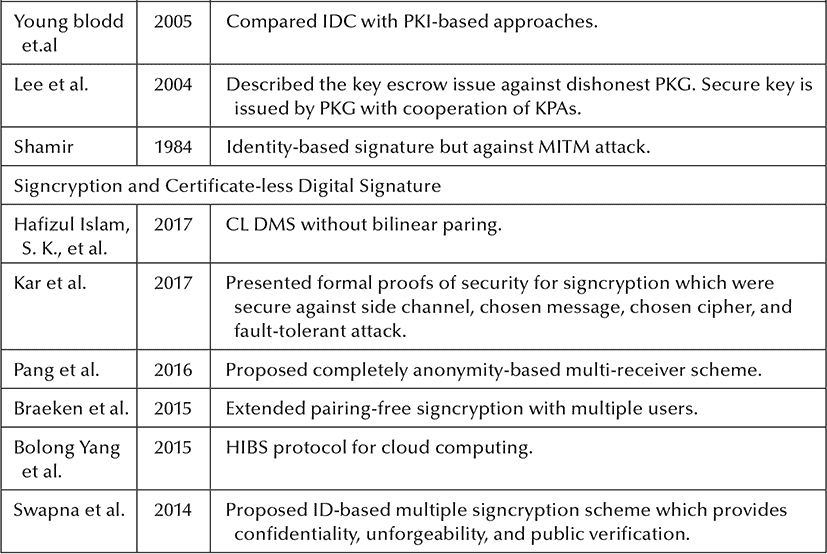 Young blodd 2005 Compared IDC with PKI-based approaches.
et.al
Lee et al. 2004 Described the key escrow issue against dishonest PKG. Secure key is
issued by PKG with cooperation of KPAs.
Shamir 1984 Identity-based signature but against MITM attack.
Signcryption and Certificate-less Digital Signature
Hafizul Islam, 2017 CL DMS without bilinear paring.
S. K., et al.
Kar et al. 2017 Presented formal proofs of security for signcryption which were
secure against side channel, chosen message, chosen cipher, and
fault-tolerant attack.
Pang et al. 2016 Proposed completely anonymity-based multi-receiver scheme.
Braeken et al. 2015 Extended pairing-free signcryption with multiple users.
Bolong Yang 2015 HIBS protocol for cloud computing.
et al.
Swapna et al. 2014 Proposed ID-based multiple signcryption scheme which provides
confidentiality, unforgeability, and public verification.